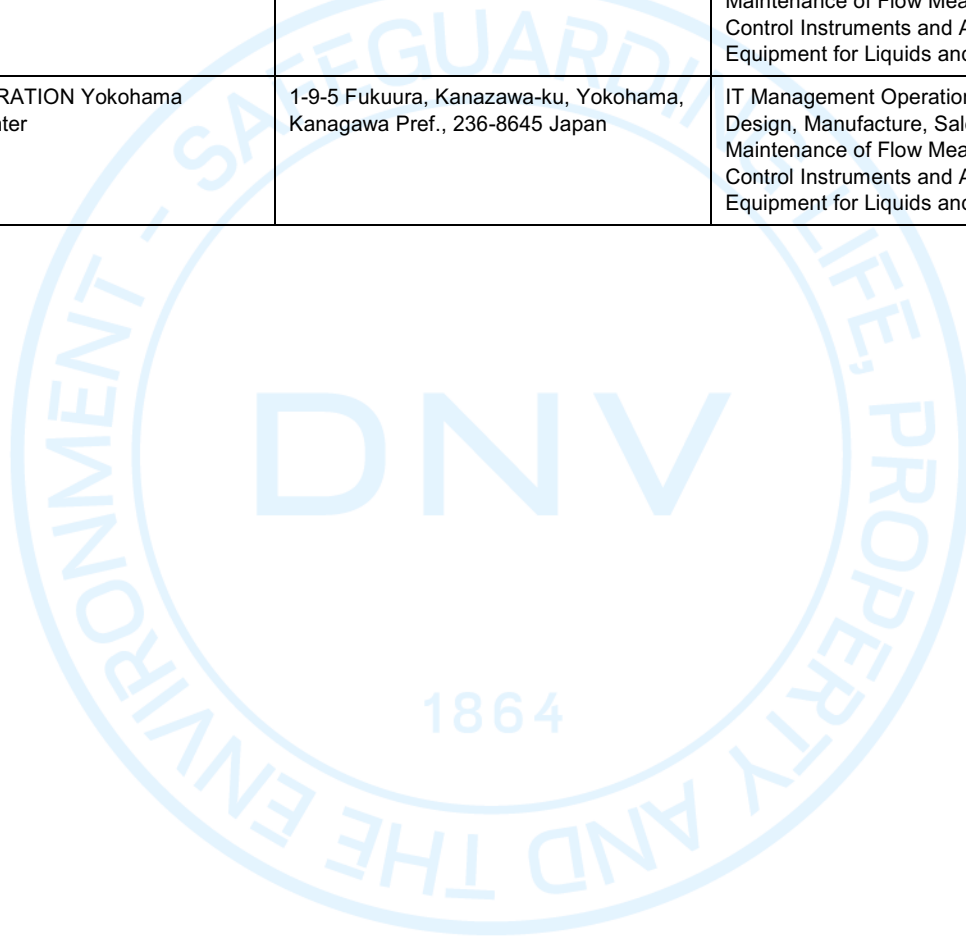 Maintenance of Flow Mea
Control Instruments and A
Equipment for Liquids and
RATION Yokohama
nter
1-9-5 Fukuura, Kanazawa-ku, Yokohama,
Kanagawa Pref., 236-8645 Japan
IT Management Operation
Design, Manufacture, Sal
Maintenance of Flow Mea
Control Instruments and A
Equipment for Liquids and
SAFEGUARDING LIFE, PROPERTY AND THE ENVIRONMENT -
DNV
1864